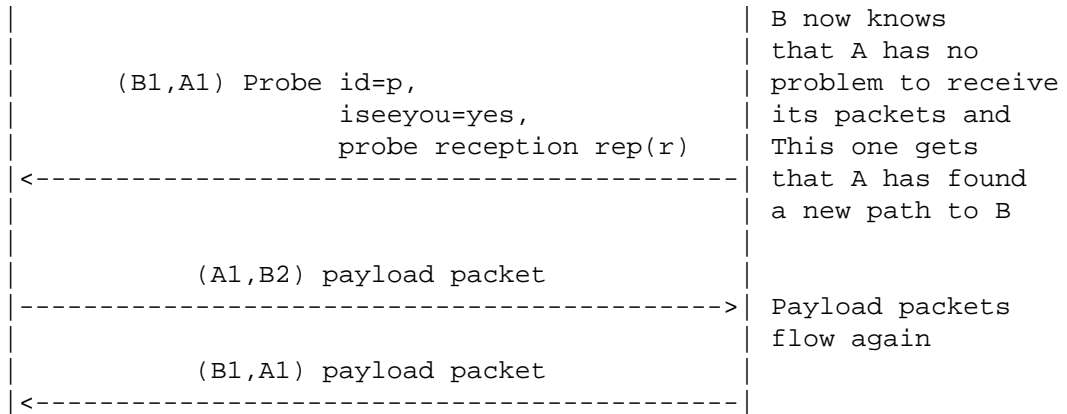 B now knows
that A has no
(B1,A1) Probe id=p, problem to receive
iseeyou=yes, its packets and
probe reception rep(r) This one gets
that A has found
a new path to B
(A1,B2) payload packet
Payload packets
flow again
(B1,A1) payload packet